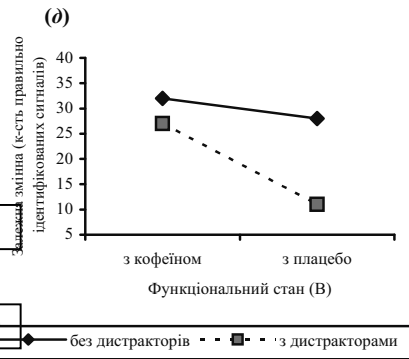 (д)
Залежна змінна (к-сть правильно
ідентифікованих сигналів)
40
35
30
25
20
15
10
5
з кофеїном з плацебо
Функціональний стан (В)
без дистракторів з дистракторами